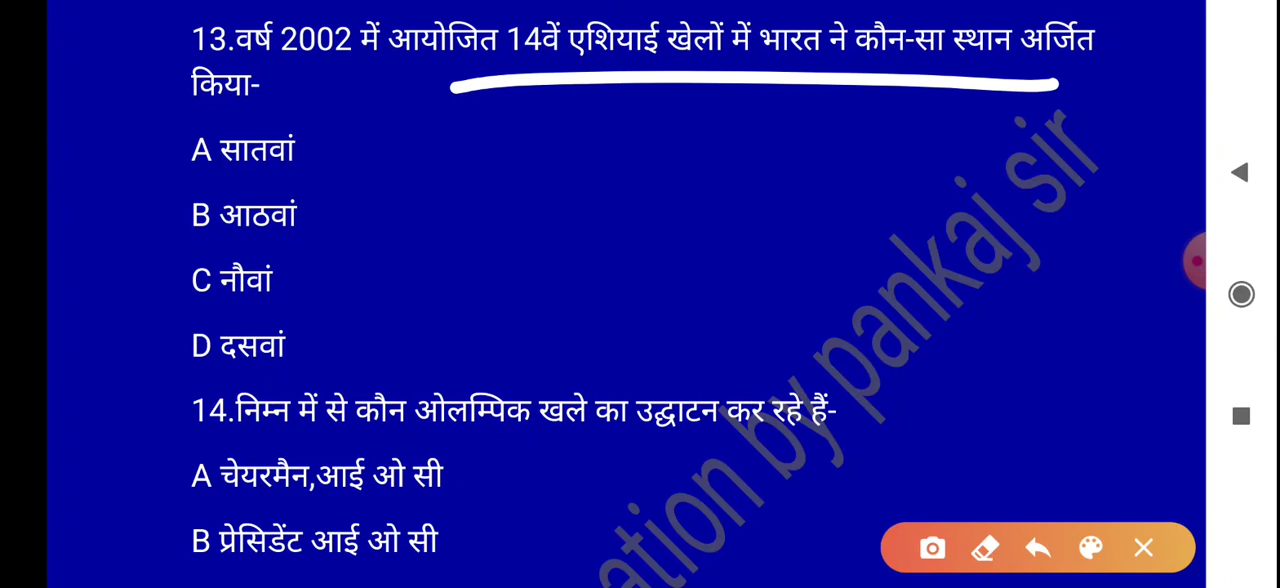 13.वर्ष 2002 में आयोजित 14वें एशियाई खेलों में भारत ने कौन-सा स्थान अर्जित
किया-
A सातवां
B आठवां
C नौवां
D दसवां
14.निम्न में से कौन ओलम्पिक खले का उद्घाटन कर रहे हैं-
A चेयरमैन,आई ओ सी
B प्रेसिडेंट आई ओ सी
ation by pankaj sir